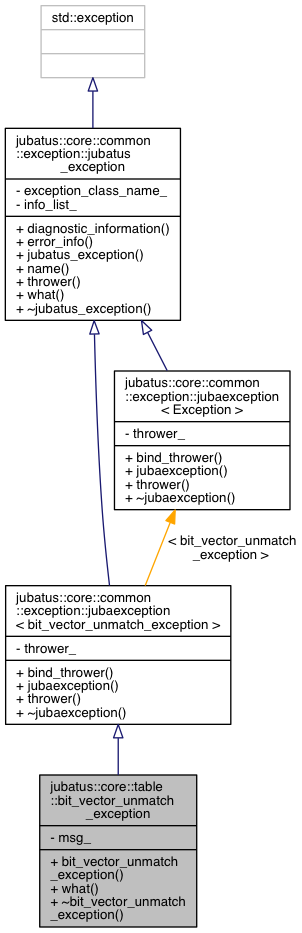 std::exception
jubatus::core::common
::exception::jubatus
_exception
- exception_class_name_
- info_list_
+ diagnostic_information()
+ error_info()
+ jubatus_exception()
+ name()
+ thrower()
+ what()
+ ~jubatus_exception()
jubatus::core::common
::exception::jubaexception
< Exception >
- thrower_
+ bind_thrower()
+ jubaexception()
+ thrower()
+ ~jubaexception()
< bit_vector_unmatch
_exception >
jubatus::core::common
::exception::jubaexception
< bit_vector_unmatch_exception >
- thrower_
+ bind_thrower()
+ jubaexception()
+ thrower()
+ ~jubaexception()
jubatus::core::table
::bit_vector_unmatch
_exception
- msg_
+ bit_vector_unmatch
_exception()
+ what()
+ ~bit_vector_unmatch
_exception()